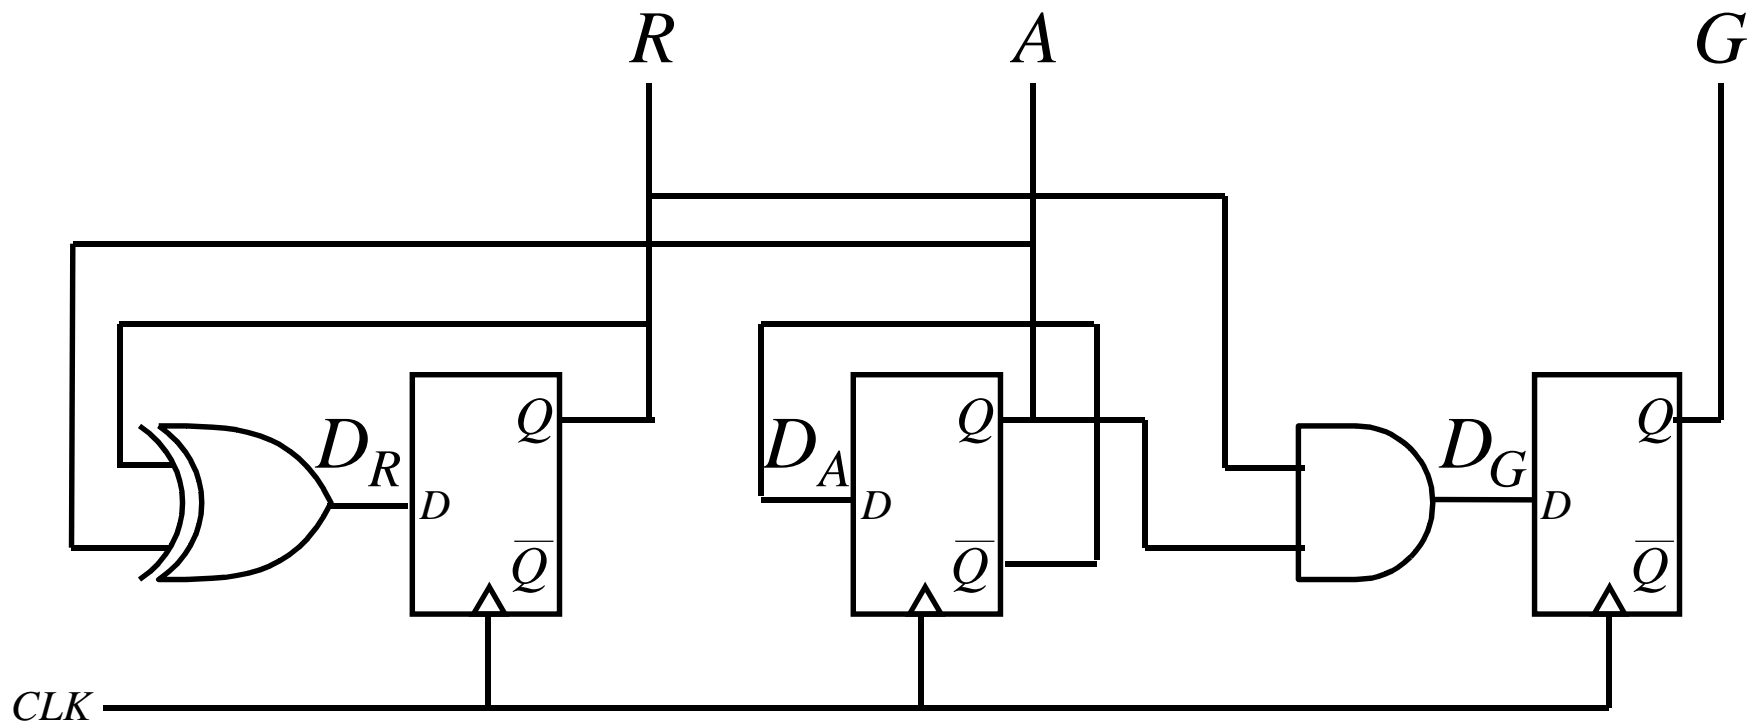 R A G
D_R Q D_A Q D_G Q
D D D
Q̅ Q̅ Q̅
CLK